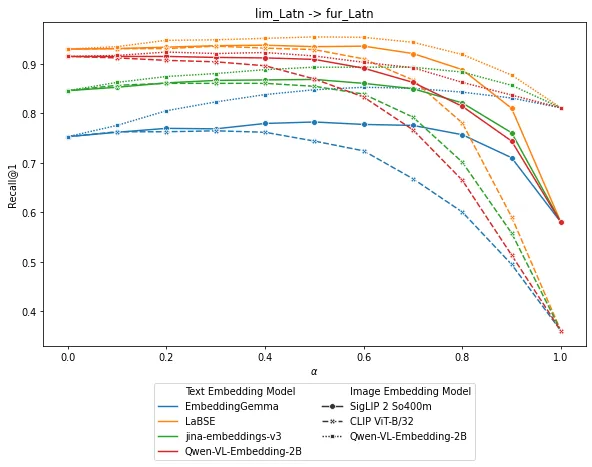 lim_Latn -> fur_Latn
Recall@1
0.9
0.8
0.7
0.6
0.5
0.4
0.0
0.2
0.4
0.6
0.8
1.0
α
Text Embedding Model
EmbeddingGemma
LaBSE
jina-embeddings-v3
Qwen-VL-Embedding-2B
Image Embedding Model
SigLIP 2 So400m
CLIP ViT-B/32
Qwen-VL-Embedding-2B